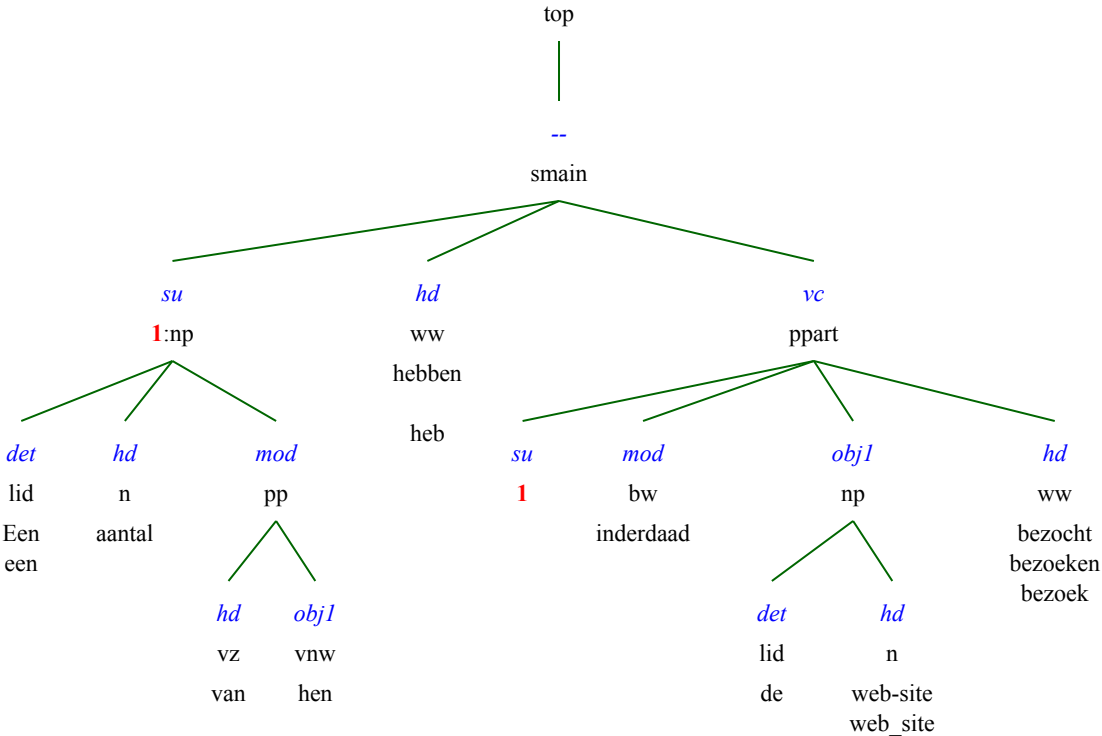 top
--
smain
su hd vc
1:np ww ppart
hebben
heb
det hd mod su mod obj1 hd
lid n pp 1 bw np ww
Een aantal inderdaad bezocht
een bezoeken
bezoek
hd obj1 det hd
vz vnw lid n
van hen de web-site
web_site